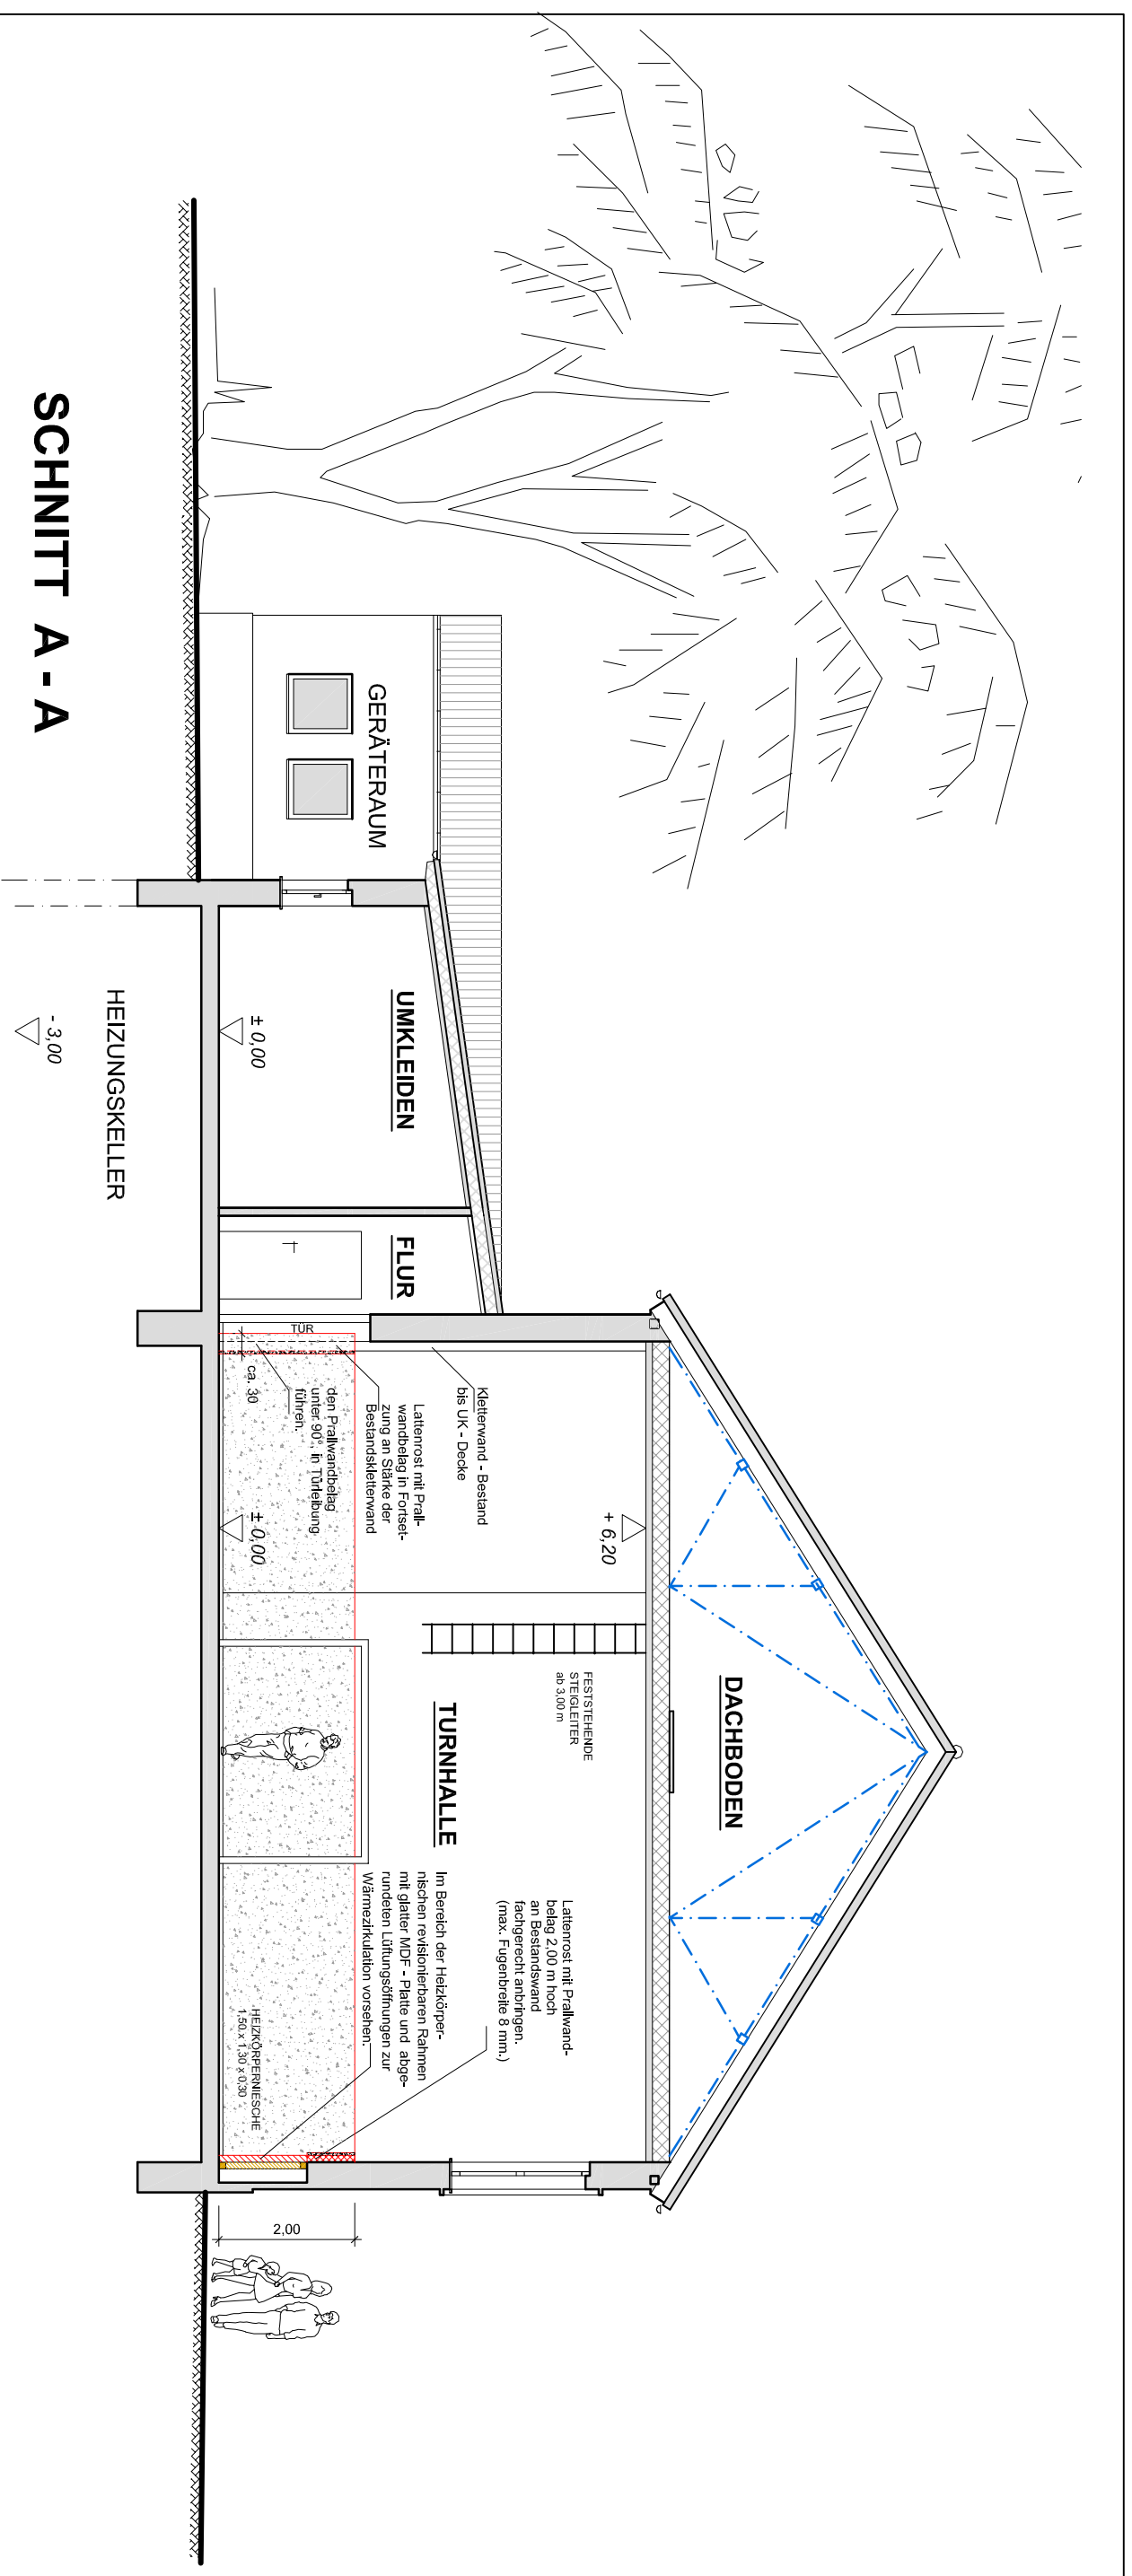 DACHBODEN
+ 6,20
FESTSTEHENDE
STEIGLEITER
ab 3,00 m
Kletterwand - Bestand
bis UK - Decke
Lattenrost mit Prallwand-
belag 2,00 m hoch
an Bestandswand
fachgerecht anbringen.
(max. Fugenbreite 8 mm.)
GERÄTERAUM
UMKLEIDEN
FLUR
TURNHALLE
Lattenrost mit Prall-
wandbelag in Fortset-
zung an Stärke der
Bestandskletterwand
Im Bereich der Heizkörper-
nischen revisionierbaren Rahmen
mit glatter MDF - Platte und abge-
rundeten Lüftungsöffnungen zur
Wärmezirkulation vorsehen.
TÜR
den Prallwandbelag
unter 90°, in Türleibung
führen.
ca. 30
± 0,00
± 0,00
HEIZKÖRPERNIESCHE
1,50 x 1,30 x 0,30
2,00
HEIZUNGSKELLER
- 3,00
SCHNITT A - A